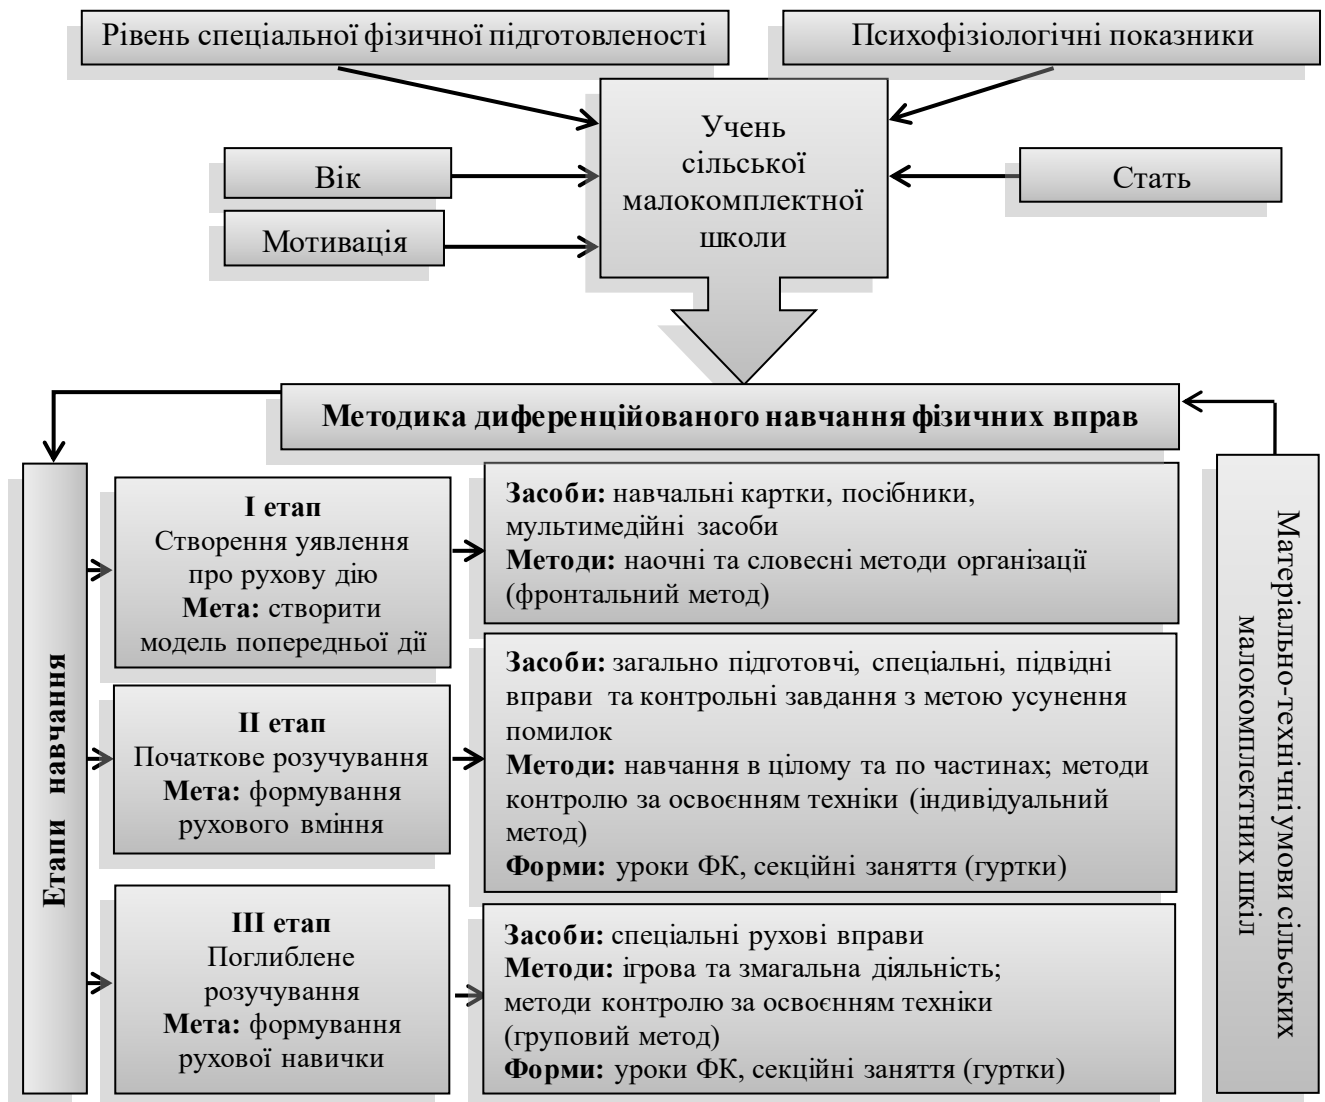 Рівень спеціальної фізичної підготовленості
Психофізіологічні показники
Учень
сільської
малокомплектної
школи
Вік
Мотивація
Стать
Методика диференційованого навчання фізичних вправ
Етапи навчання
І етап
Створення уявлення
про рухову дію
Мета: створити
модель попередньої дії
Засоби: навчальні картки, посібники,
мультимедійні засоби
Методи: наочні та словесні методи організації
(фронтальний метод)
ІІ етап
Початкове розучування
Мета: формування
рухового вміння
Засоби: загально підготовчі, спеціальні, підвідні
вправи та контрольні завдання з метою усунення
помилок
Методи: навчання в цілому та по частинах; методи
контролю за освоєнням техніки (індивідуальний
метод)
Форми: уроки ФК, секційні заняття (гуртки)
ІІІ етап
Поглиблене
розучування
Мета: формування
рухової навички
Засоби: спеціальні рухові вправи
Методи: ігрова та змагальна діяльність;
методи контролю за освоєнням техніки
(груповий метод)
Форми: уроки ФК, секційні заняття (гуртки)
Матеріально-технічні умови сільських
малокомплектних шкіл